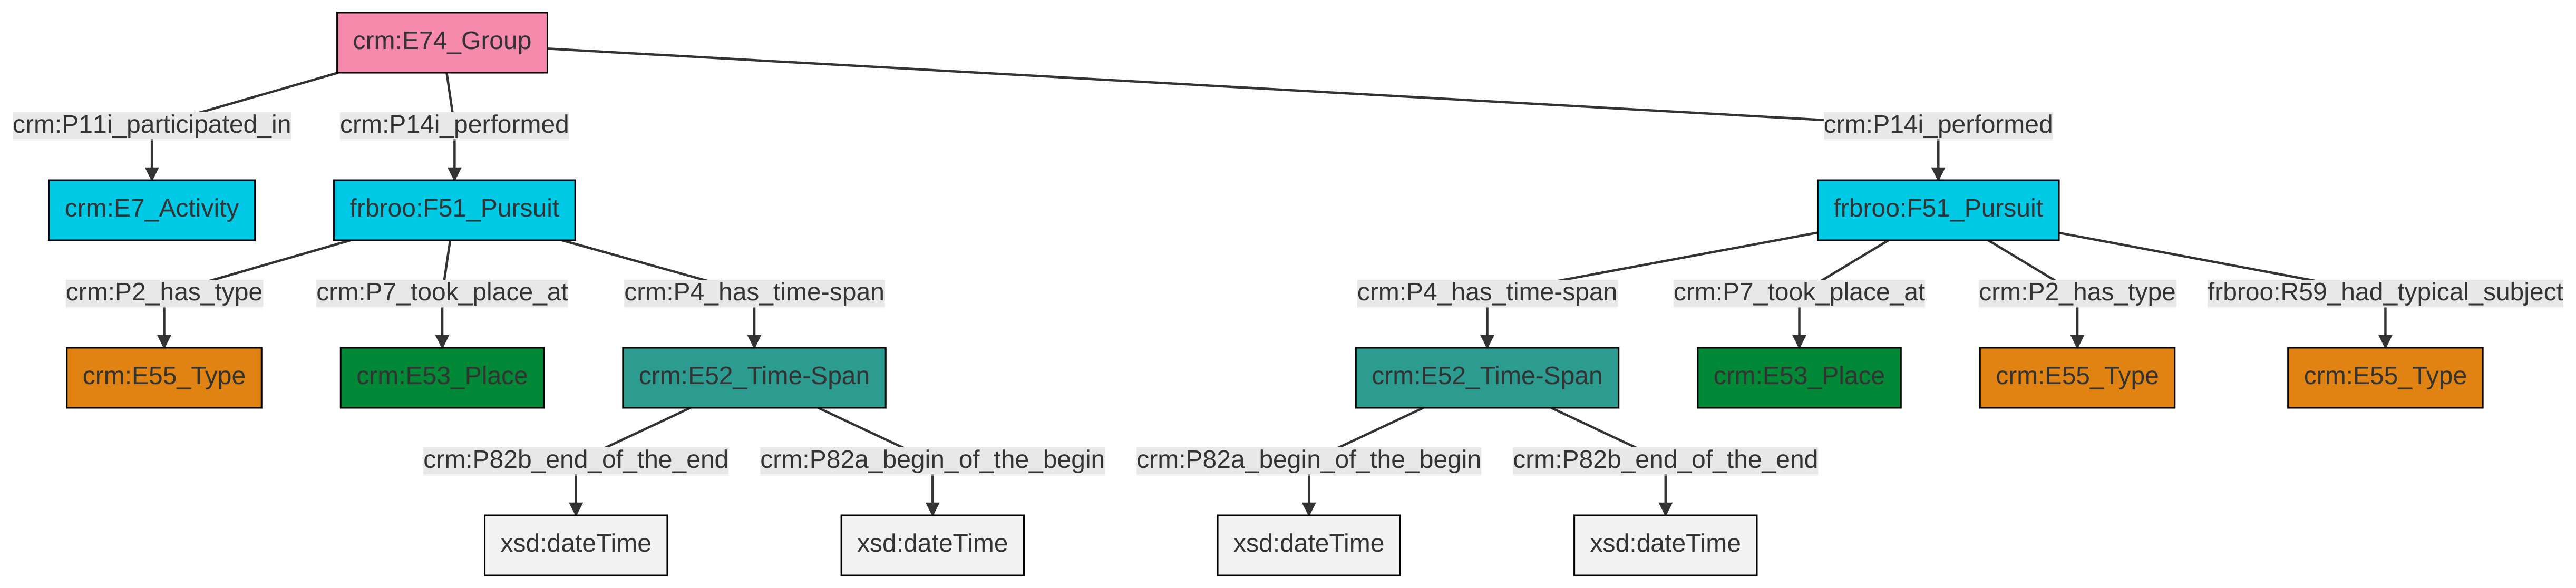 crm:E74_Group
crm:P11i_participated_in
crm:P14i_performed
crm:P14i_performed
crm:E7_Activity
frbroo:F51_Pursuit
frbroo:F51_Pursuit
crm:P2_has_type
crm:P7_took_place_at
crm:P4_has_time-span
crm:P4_has_time-span
crm:P7_took_place_at
crm:P2_has_type
frbroo:R59_had_typical_subject
crm:E55_Type
crm:E53_Place
crm:E52_Time-Span
crm:E52_Time-Span
crm:E53_Place
crm:E55_Type
crm:E55_Type
crm:P82b_end_of_the_end
crm:P82a_begin_of_the_begin
crm:P82a_begin_of_the_begin
crm:P82b_end_of_the_end
xsd:dateTime
xsd:dateTime
xsd:dateTime
xsd:dateTime